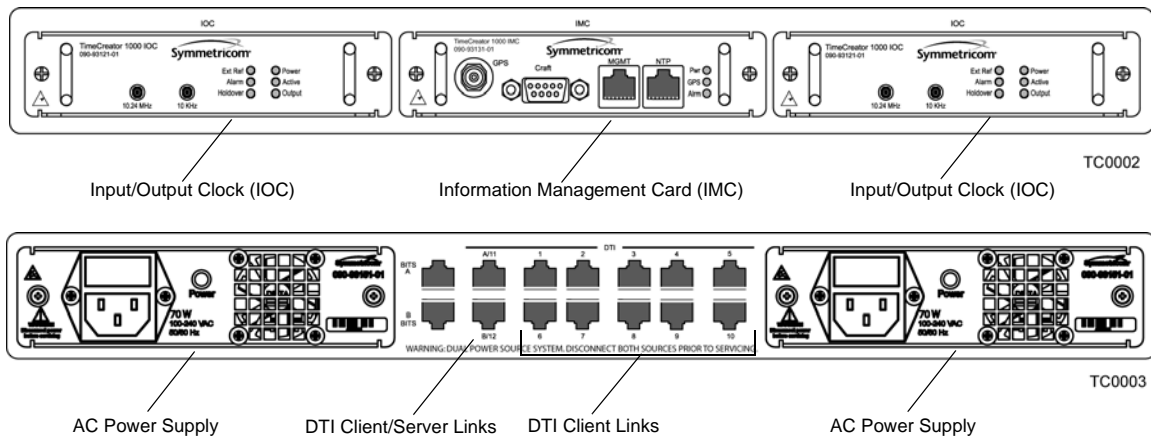 IOC IMC IOC
TimeCreator 1000 IOC
090-93121-01
Symmetricom
Ext Ref Power
Alarm Active
Holdover Output
10.24 MHz 10 KHz
TimeCreator 1000 IMC
090-93131-01
Symmetricom
GPS
Craft
MGMT
NTP
Pwr
GPS
Alrm
TimeCreator 1000 IOC
090-93121-01
Symmetricom
Ext Ref Power
Alarm Active
Holdover Output
10.24 MHz 10 KHz
TC0002
Input/Output Clock (IOC) Information Management Card (IMC) Input/Output Clock (IOC)
Symmetricom
Power
70 W
100-240 VAC
50/60 Hz
WARNING
DTI
BITS A
A/11 1 2 3 4 5
B BITS
B/12 6 7 8 9 10
WARNING: DUAL POWER SOURCE SYSTEM. DISCONNECT BOTH SOURCES PRIOR TO SERVICING.
Symmetricom
Power
70 W
100-240 VAC
50/60 Hz
WARNING
TC0003
AC Power Supply DTI Client/Server Links DTI Client Links AC Power Supply